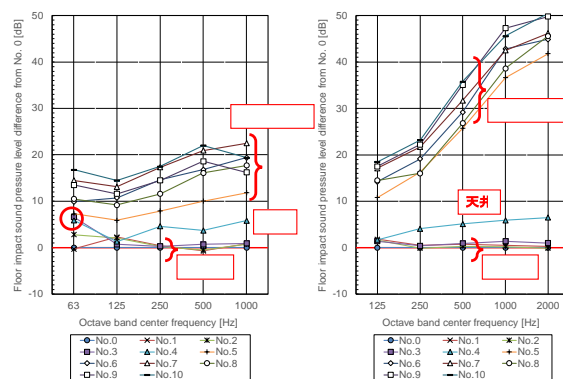 Floor impact sound pressure level difference from No. 0 [dB]
50
40
30
20
10
0
-10
63 125 250 500 1000
Octave band center frequency [Hz]
No.0 No.1 No.2
No.3 No.4 No.5
No.6 No.7 No.8
No.9 No.10
Floor impact sound pressure level difference from No. 0 [dB]
50
40
30
20
10
0
-10
天井
125 250 500 1000 2000
Octave band center frequency [Hz]
No.0 No.1 No.2
No.3 No.4 No.5
No.6 No.7 No.8
No.9 No.10